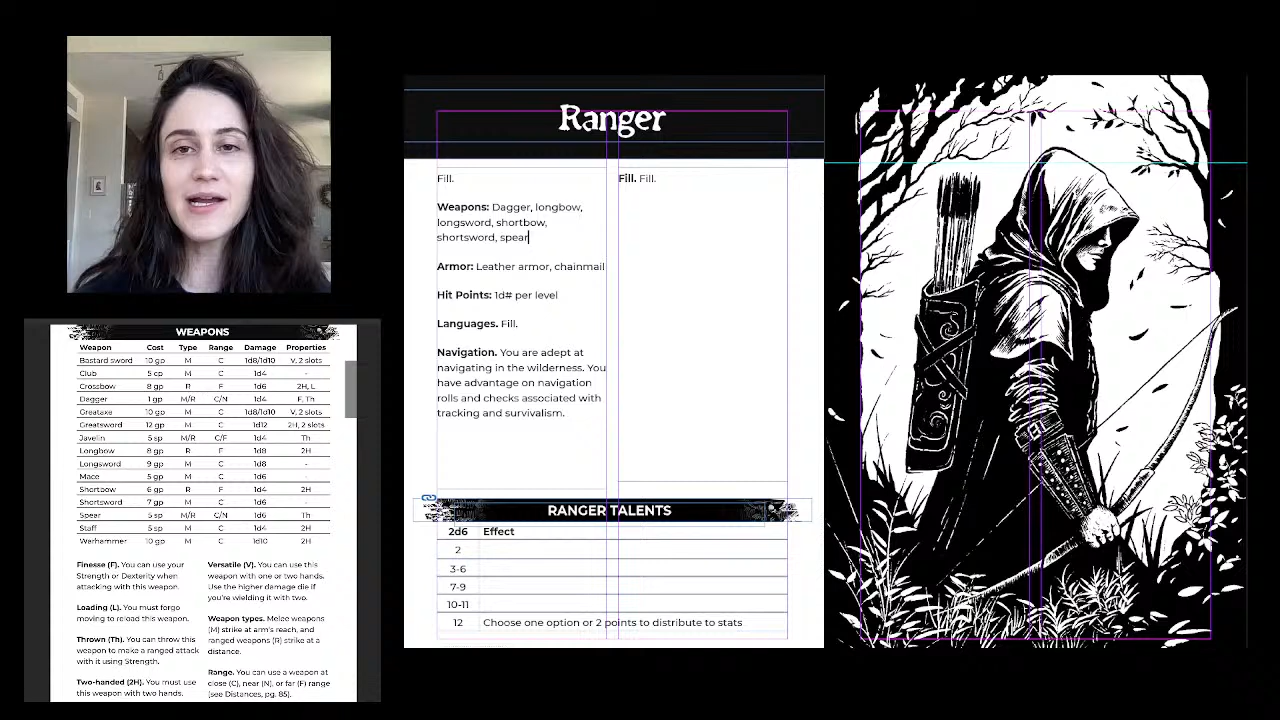 WEAPONS
Weapon Cost Type Range Damage Properties
Bastard sword 10 gp M C 1d8/1d10 V, 2 slots
Club 5 cp M C 1d4 -
Crossbow 8 gp R F 1d6 2H, L
Dagger 1 gp M/R C/N 1d4 F, Th
Greataxe 10 gp M C 1d8/1d10 V, 2 slots
Greatsword 12 gp M C 1d12 2H, 2 slots
Javelin 5 sp M/R C/F 1d4 Th
Longbow 8 gp R F 1d8 2H
Longsword 9 gp M C 1d8 -
Mace 5 gp M C 1d6 -
Shortbow 6 gp R F 1d4 2H
Shortsword 7 gp M C 1d6 -
Spear 5 sp M/R C/N 1d6 Th
Staff 5 sp M C 1d4 2H
Warhammer 10 gp M C 1d10 2H
Finesse (F). You can use your
Strength or Dexterity when
attacking with this weapon.
Loading (L). You must forgo
moving to reload this weapon.
Thrown (Th). You can throw this
weapon to make a ranged attack
with it using Strength.
Two-handed (2H). You must use
this weapon with two hands.
Versatile (V). You can use this
weapon with one or two hands.
Use the higher damage die if
you're wielding it with two.
Weapon types. Melee weapons
(M) strike at arm's reach, and
ranged weapons (R) strike at a
distance.
Range. You can use a weapon at
close (C), near (N), or far (F) range
(see Distances, pg. 85).
Ranger
Fill.
Weapons: Dagger, longbow,
longsword, shortbow,
shortsword, spear
Armor: Leather armor, chainmail
Hit Points: 1d# per level
Languages. Fill.
Navigation. You are adept at
navigating in the wilderness. You
have advantage on navigation
rolls and checks associated with
tracking and survivalism.
Fill. Fill.
RANGER TALENTS
2d6 Effect
2
3-6
7-9
10-11
12 Choose one option or 2 points to distribute to stats